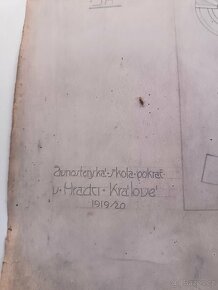 Živnostenská-škola-pokrač.
v-Hradci-Králové
1919/20